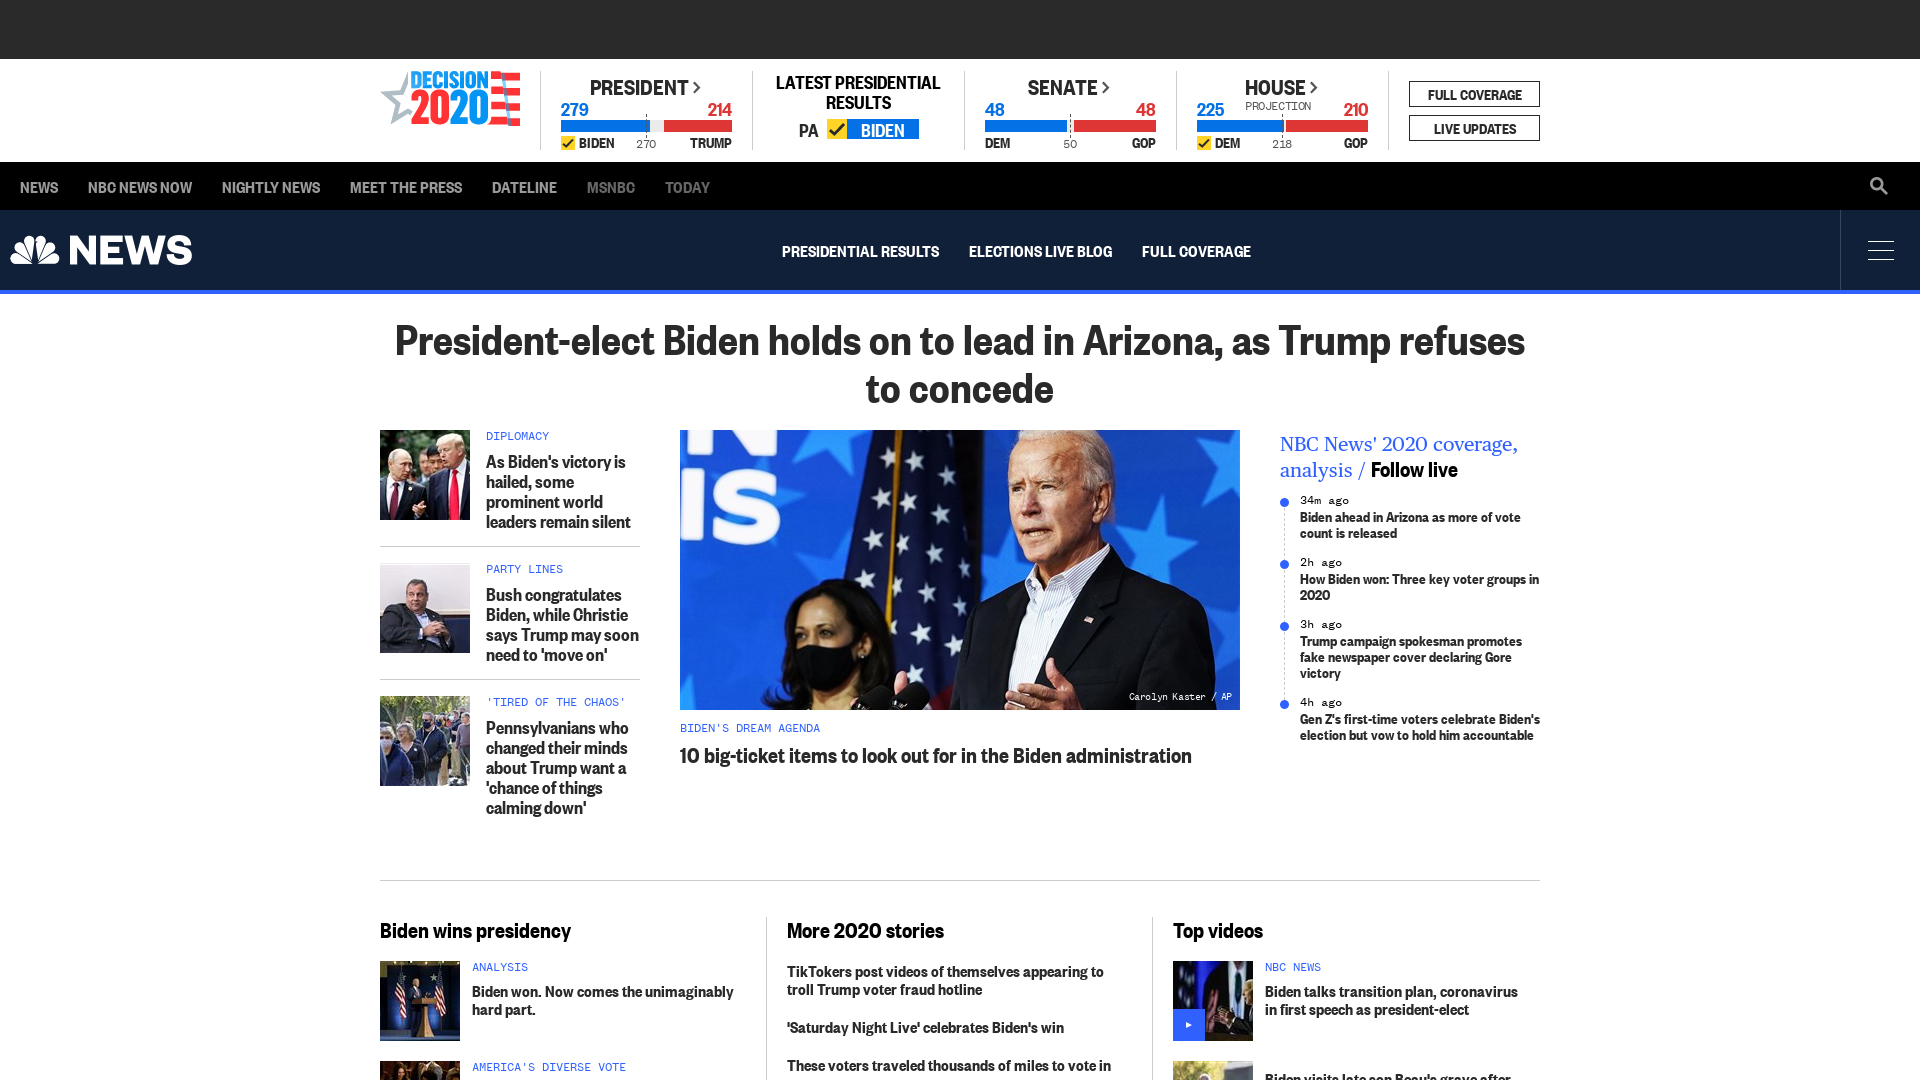 DECISION
2020
PRESIDENT
279 214
BIDEN 270 TRUMP
LATEST PRESIDENTIAL
RESULTS
PA BIDEN
SENATE
48 48
DEM 50 GOP
HOUSE
225 PROJECTION 210
DEM 218 GOP
FULL COVERAGE
LIVE UPDATES
NEWS NBC NEWS NOW NIGHTLY NEWS MEET THE PRESS DATELINE MSNBC TODAY
NEWS
PRESIDENTIAL RESULTS ELECTIONS LIVE BLOG FULL COVERAGE
President-elect Biden holds on to lead in Arizona, as Trump refuses
to concede
DIPLOMACY
As Biden's victory is
hailed, some
prominent world
leaders remain silent
PARTY LINES
Bush congratulates
Biden, while Christie
says Trump may soon
need to 'move on'
'TIRED OF THE CHAOS'
Pennsylvanians who
changed their minds
about Trump want a
'chance of things
calming down'
IS
Carolyn Kaster / AP
BIDEN'S DREAM AGENDA
10 big-ticket items to look out for in the Biden administration
NBC News' 2020 coverage,
analysis / Follow live
34m ago
Biden ahead in Arizona as more of vote
count is released
2h ago
How Biden won: Three key voter groups in
2020
3h ago
Trump campaign spokesman promotes
fake newspaper cover declaring Gore
victory
4h ago
Gen Z's first-time voters celebrate Biden's
election but vow to hold him accountable
Biden wins presidency
ANALYSIS
Biden won. Now comes the unimaginably
hard part.
AMERICA'S DIVERSE VOTE
More 2020 stories
TikTokers post videos of themselves appearing to
troll Trump voter fraud hotline
'Saturday Night Live' celebrates Biden's win
These voters traveled thousands of miles to vote in
Top videos
NBC NEWS
Biden talks transition plan, coronavirus
in first speech as president-elect
Biden visits late son Beau's grave after